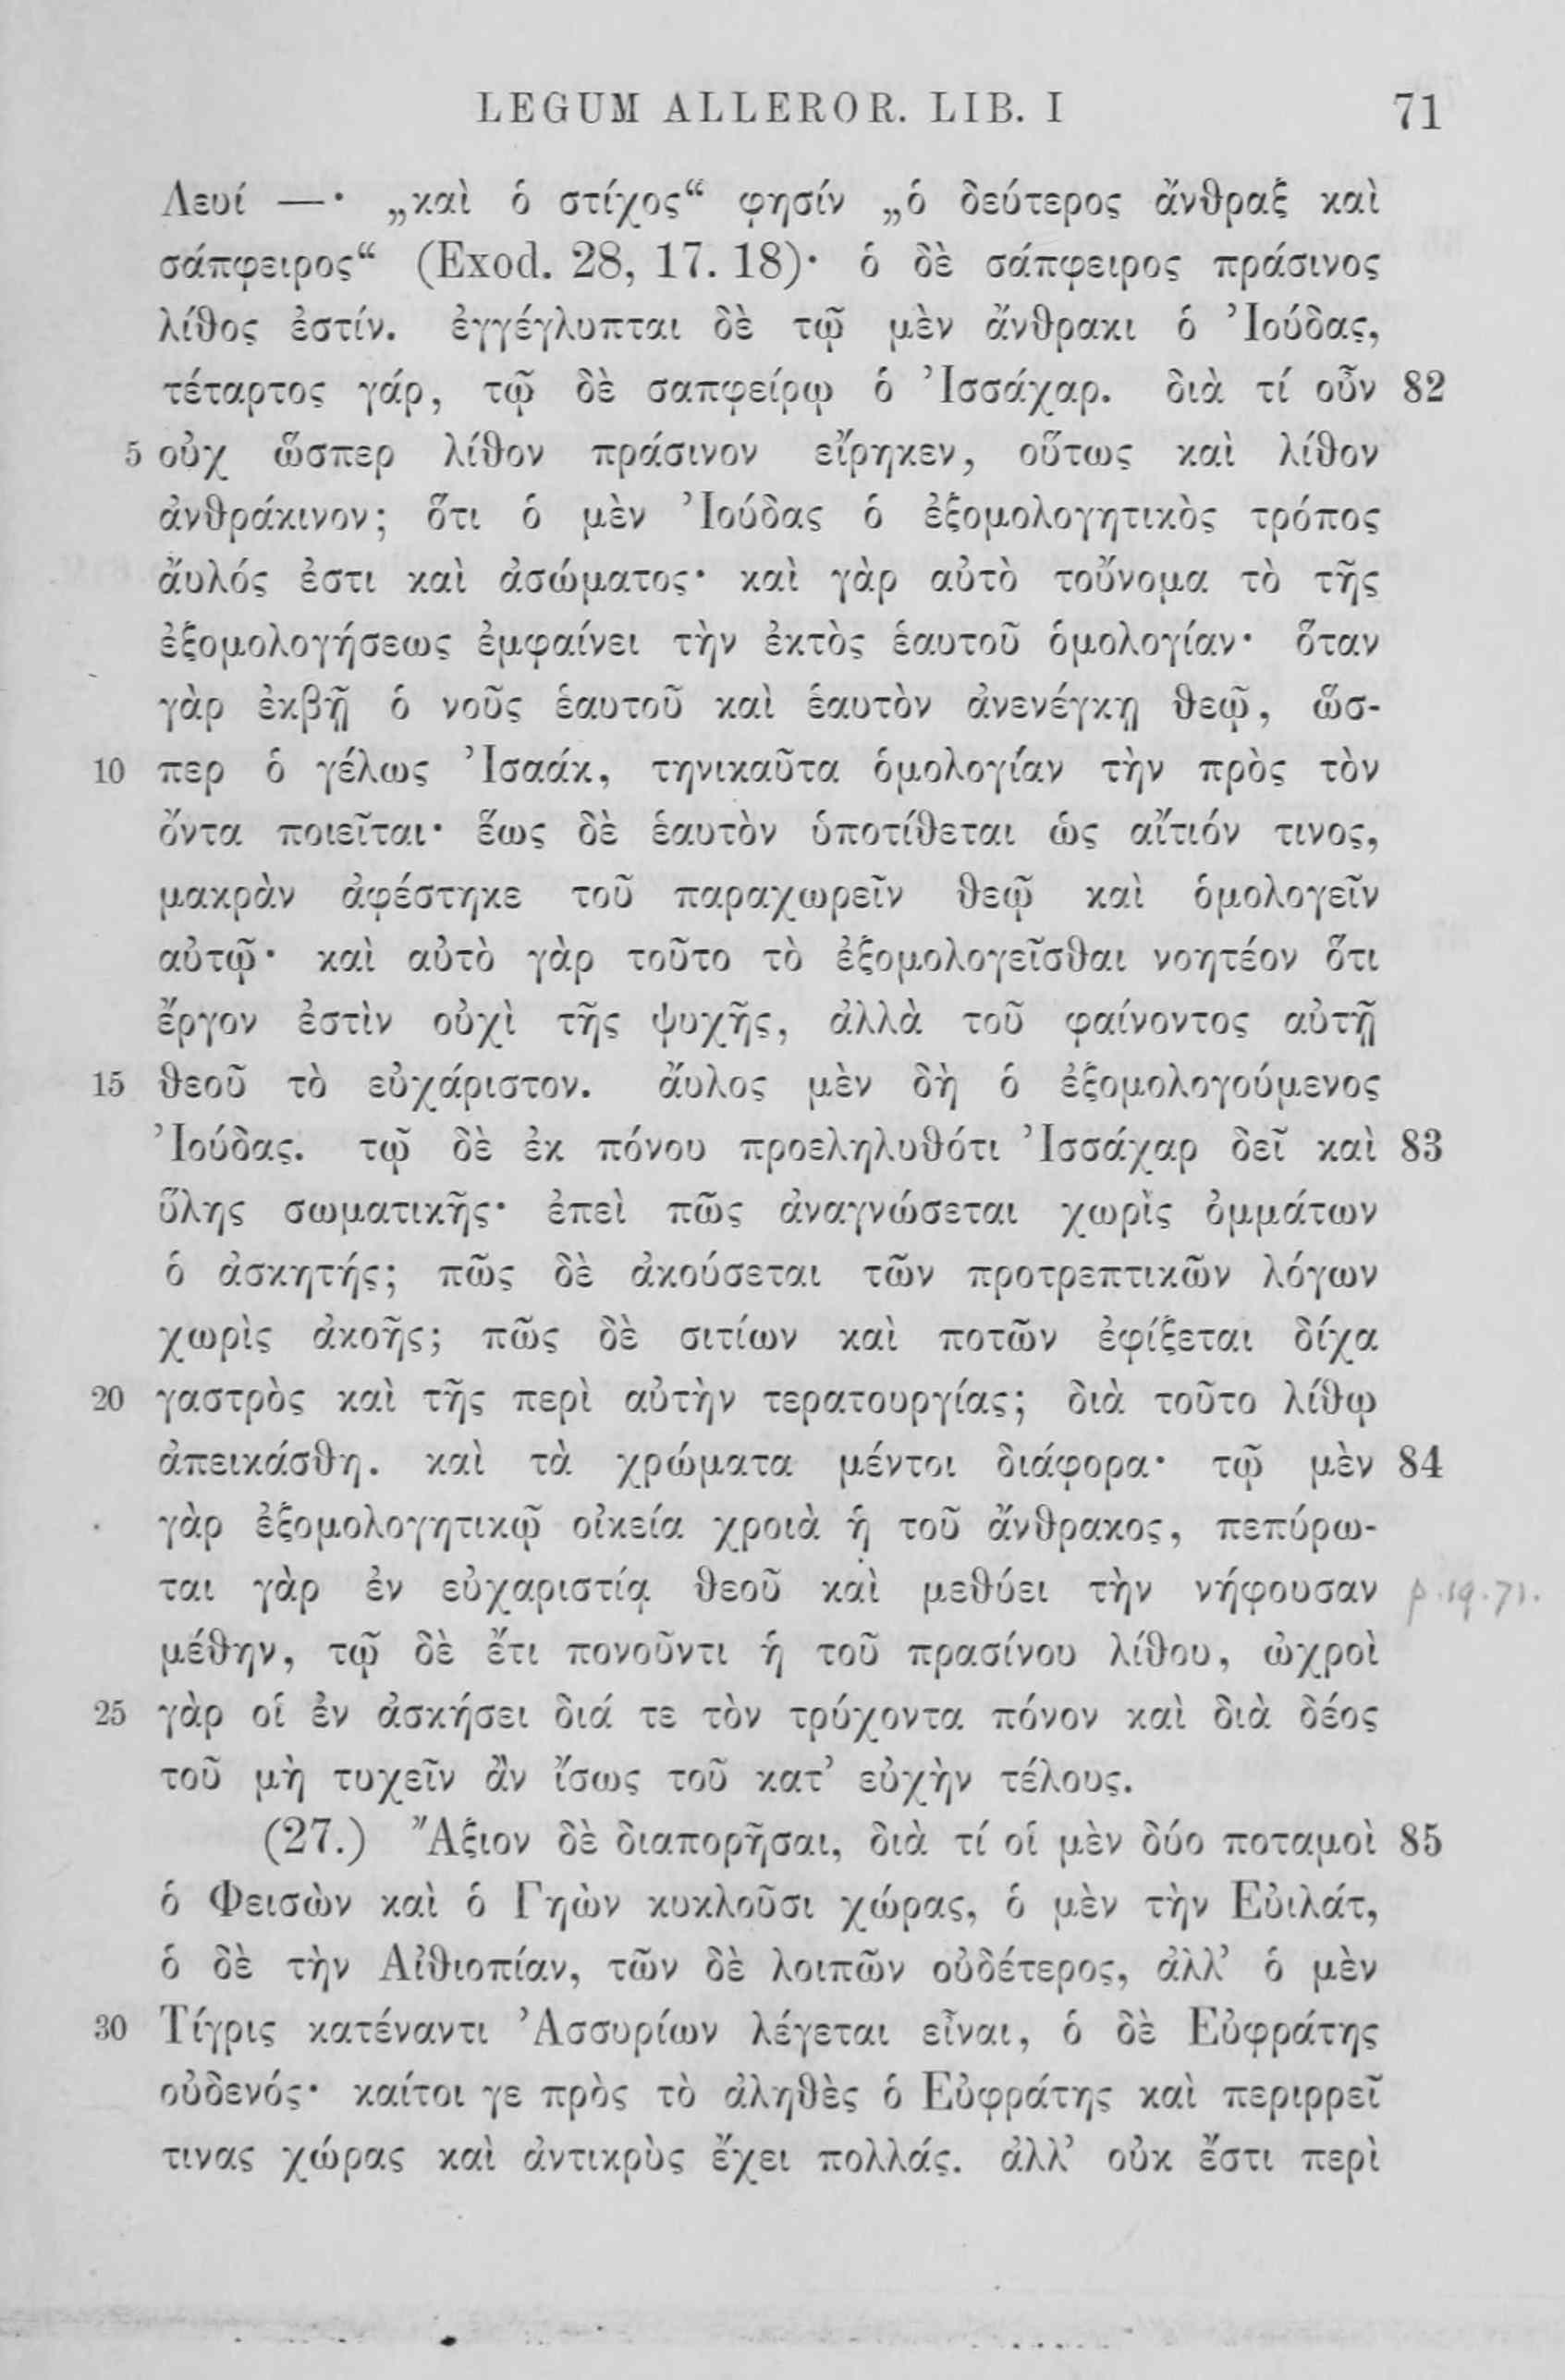 LEGUM ALLEROR. LIB. I 71
Λευί —· „καὶ ὁ στίχος“ φησίν „ὁ δεύτερος ἄνθραξ καὶ
σάπφειρος“ (Exod. 28, 17. 18)· ὁ δὲ σάπφειρος πράσινος
λίθος ἐστίν. ἐγγέγλυπται δὲ τῷ μὲν ἄνθρακι ὁ Ἰούδας,
τέταρτος γάρ, τῷ δὲ σαπφείρῳ ὁ Ἰσσάχαρ. διὰ τί οὖν 82
5 οὐχ ὥσπερ λίθον πράσινον εἴρηκεν, οὕτως καὶ λίθον
ἀνθράκινον; ὅτι ὁ μὲν Ἰούδας ὁ ἐξομολογητικὸς τρόπος
ἄυλός ἐστι καὶ ἀσώματος· καὶ γὰρ αὐτὸ τοὔνομα τὸ τῆς
ἐξομολογήσεως ἐμφαίνει τὴν ἐκτὸς ἑαυτοῦ ὁμολογίαν· ὅταν
γὰρ ἐκβῇ ὁ νοῦς ἑαυτοῦ καὶ ἑαυτὸν ἀνενέγκῃ θεῷ, ὥσ-
10 περ ὁ γέλως Ἰσαάκ, τηνικαῦτα ὁμολογίαν τὴν πρὸς τὸν
ὄντα ποιεῖται· ἕως δὲ ἑαυτὸν ὑποτίθεται ὡς αἴτιόν τινος,
μακρὰν ἀφέστηκε τοῦ παραχωρεῖν θεῷ καὶ ὁμολογεῖν
αὐτῷ· καὶ αὐτὸ γὰρ τοῦτο τὸ ἐξομολογεῖσθαι νοητέον ὅτι
ἔργον ἐστὶν οὐχὶ τῆς ψυχῆς, ἀλλὰ τοῦ φαίνοντος αὐτῇ
15 θεοῦ τὸ εὐχάριστον. ἄυλος μὲν δὴ ὁ ἐξομολογούμενος
Ἰούδας. τῷ δὲ ἐκ πόνου προεληλυθότι Ἰσσάχαρ δεῖ καὶ 83
ὕλης σωματικῆς· ἐπεὶ πῶς ἀναγνώσεται χωρὶς ὀμμάτων
ὁ ἀσκητής; πῶς δὲ ἀκούσεται τῶν προτρεπτικῶν λόγων
χωρὶς ἀκοῆς; πῶς δὲ σιτίων καὶ ποτῶν ἐφίξεται δίχα
20 γαστρὸς καὶ τῆς περὶ αὐτὴν τερατουργίας; διὰ τοῦτο λίθῳ
ἀπεικάσθη. καὶ τὰ χρώματα μέντοι διάφορα· τῷ μὲν 84
γὰρ ἐξομολογητικῷ οἰκεία χροιὰ ἡ τοῦ ἄνθρακος, πεπύρω-
ται γὰρ ἐν εὐχαριστίᾳ θεοῦ καὶ μεθύει τὴν νήφουσαν p. 19. 71.
μέθην, τῷ δὲ ἔτι πονοῦντι ἡ τοῦ πρασίνου λίθου, ὠχροὶ
25 γὰρ οἱ ἐν ἀσκήσει διά τε τὸν τρύχοντα πόνον καὶ διὰ δέος
τοῦ μὴ τυχεῖν ἂν ἴσως τοῦ κατ’ εὐχὴν τέλους.
(27.) Ἄξιον δὲ διαπορῆσαι, διὰ τί οἱ μὲν δύο ποταμοὶ 85
ὁ Φεισὼν καὶ ὁ Γηὼν κυκλοῦσι χώρας, ὁ μὲν τὴν Εὐιλάτ,
ὁ δὲ τὴν Αἰθιοπίαν, τῶν δὲ λοιπῶν οὐδέτερος, ἀλλ’ ὁ μὲν
30 Τίγρις κατέναντι Ἀσσυρίων λέγεται εἶναι, ὁ δὲ Εὐφράτης
οὐδενός· καίτοι γε πρὸς τὸ ἀληθὲς ὁ Εὐφράτης καὶ περιρρεῖ
τινας χώρας καὶ ἀντικρὺς ἔχει πολλάς. ἀλλ’ οὐκ ἔστι περὶ